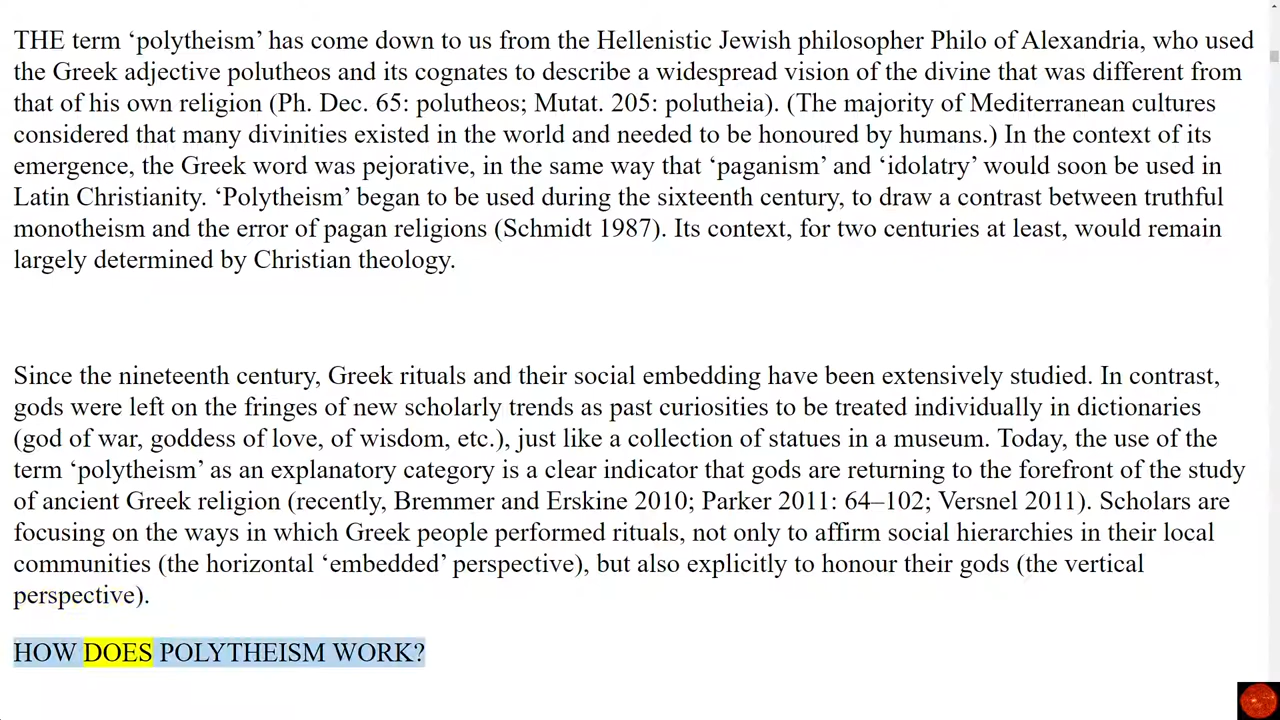 THE term ‘polytheism’ has come down to us from the Hellenistic Jewish philosopher Philo of Alexandria, who used
the Greek adjective polutheos and its cognates to describe a widespread vision of the divine that was different from
that of his own religion (Ph. Dec. 65: polutheos; Mutat. 205: polutheia). (The majority of Mediterranean cultures
considered that many divinities existed in the world and needed to be honoured by humans.) In the context of its
emergence, the Greek word was pejorative, in the same way that ‘paganism’ and ‘idolatry’ would soon be used in
Latin Christianity. ‘Polytheism’ began to be used during the sixteenth century, to draw a contrast between truthful
monotheism and the error of pagan religions (Schmidt 1987). Its context, for two centuries at least, would remain
largely determined by Christian theology.
Since the nineteenth century, Greek rituals and their social embedding have been extensively studied. In contrast,
gods were left on the fringes of new scholarly trends as past curiosities to be treated individually in dictionaries
(god of war, goddess of love, of wisdom, etc.), just like a collection of statues in a museum. Today, the use of the
term ‘polytheism’ as an explanatory category is a clear indicator that gods are returning to the forefront of the study
of ancient Greek religion (recently, Bremmer and Erskine 2010; Parker 2011: 64–102; Versnel 2011). Scholars are
focusing on the ways in which Greek people performed rituals, not only to affirm social hierarchies in their local
communities (the horizontal ‘embedded’ perspective), but also explicitly to honour their gods (the vertical
perspective).
HOW DOES POLYTHEISM WORK?